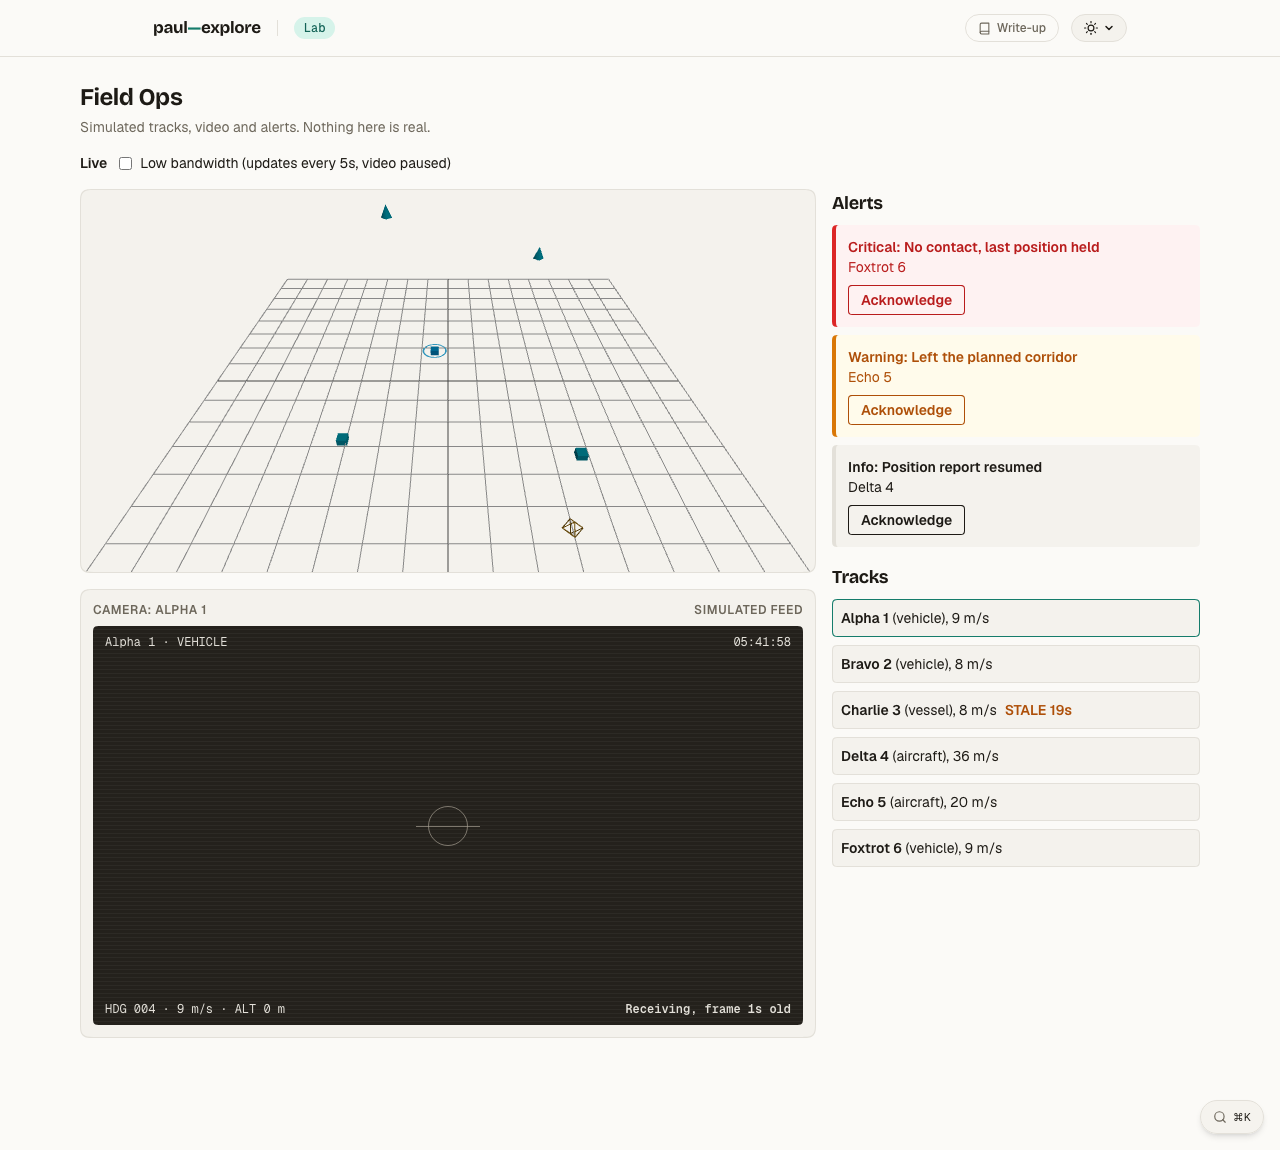 paul—explore
Lab
Write-up
Field Ops
Simulated tracks, video and alerts. Nothing here is real.
Live
Low bandwidth (updates every 5s, video paused)
Alerts
Critical: No contact, last position held
Foxtrot 6
Acknowledge
Warning: Left the planned corridor
Echo 5
Acknowledge
Info: Position report resumed
Delta 4
Acknowledge
CAMERA: ALPHA 1
SIMULATED FEED
Alpha 1 · VEHICLE
05:41:58
HDG 004 · 9 m/s · ALT 0 m
Receiving, frame 1s old
Tracks
Alpha 1 (vehicle), 9 m/s
Bravo 2 (vehicle), 8 m/s
Charlie 3 (vessel), 8 m/s STALE 19s
Delta 4 (aircraft), 36 m/s
Echo 5 (aircraft), 20 m/s
Foxtrot 6 (vehicle), 9 m/s
⌘K